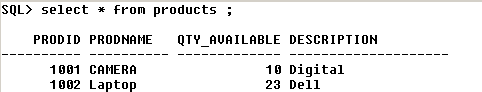 SQL> select * from products ;
PRODID PRODNAME QTY_AVAILABLE DESCRIPTION
---------- ---------- ------------- --------------------
1001 CAMERA 10 Digital
1002 Laptop 23 Dell